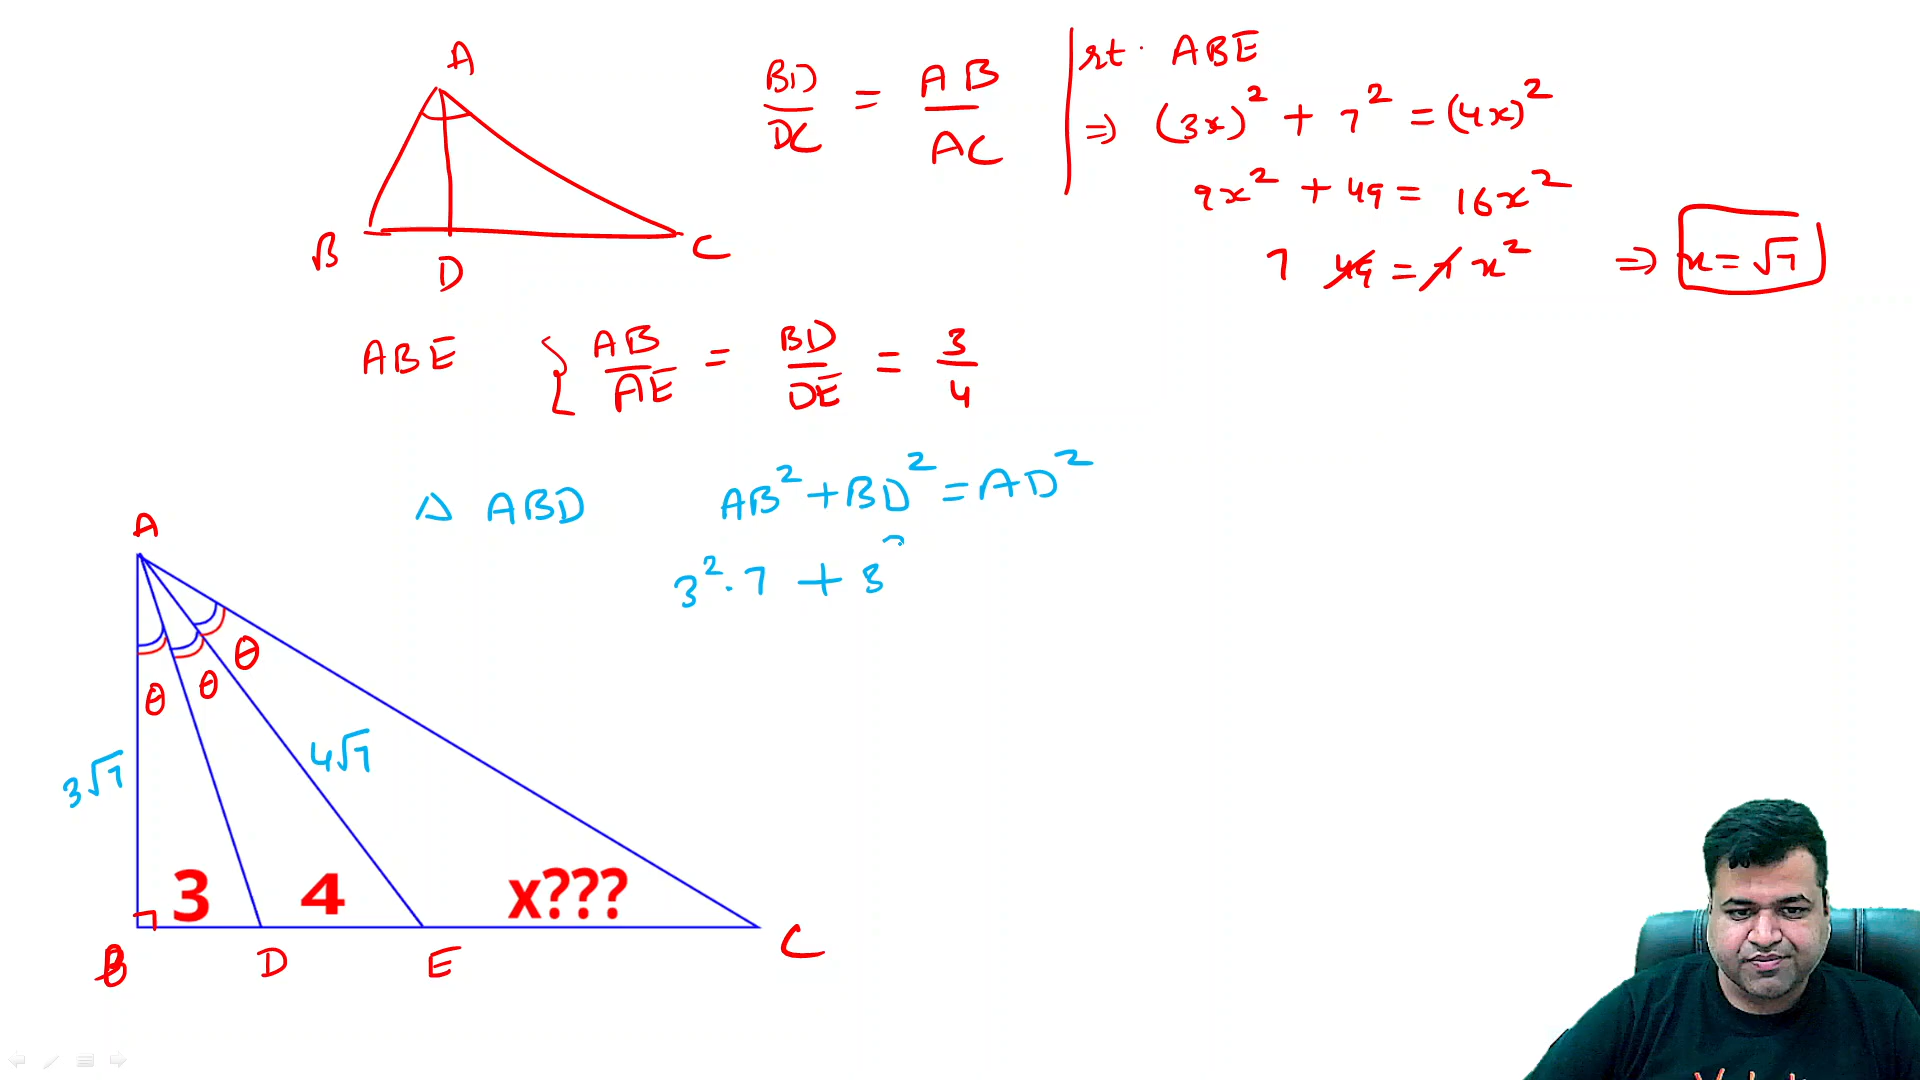 A
B
D
C
BD/DC = AB/AC
rt. ABE
⇒ (3x)² + 7² = (4x)²
9x² + 49 = 16x²
7 49 = 7 x² ⇒ x = √7
ABE { AB/AE = BD/DE = 3/4
△ ABD AB² + BD² = AD²
3² · 7 + 3
A
θ θ θ
3√7
4√7
3 4 x???
B D E C